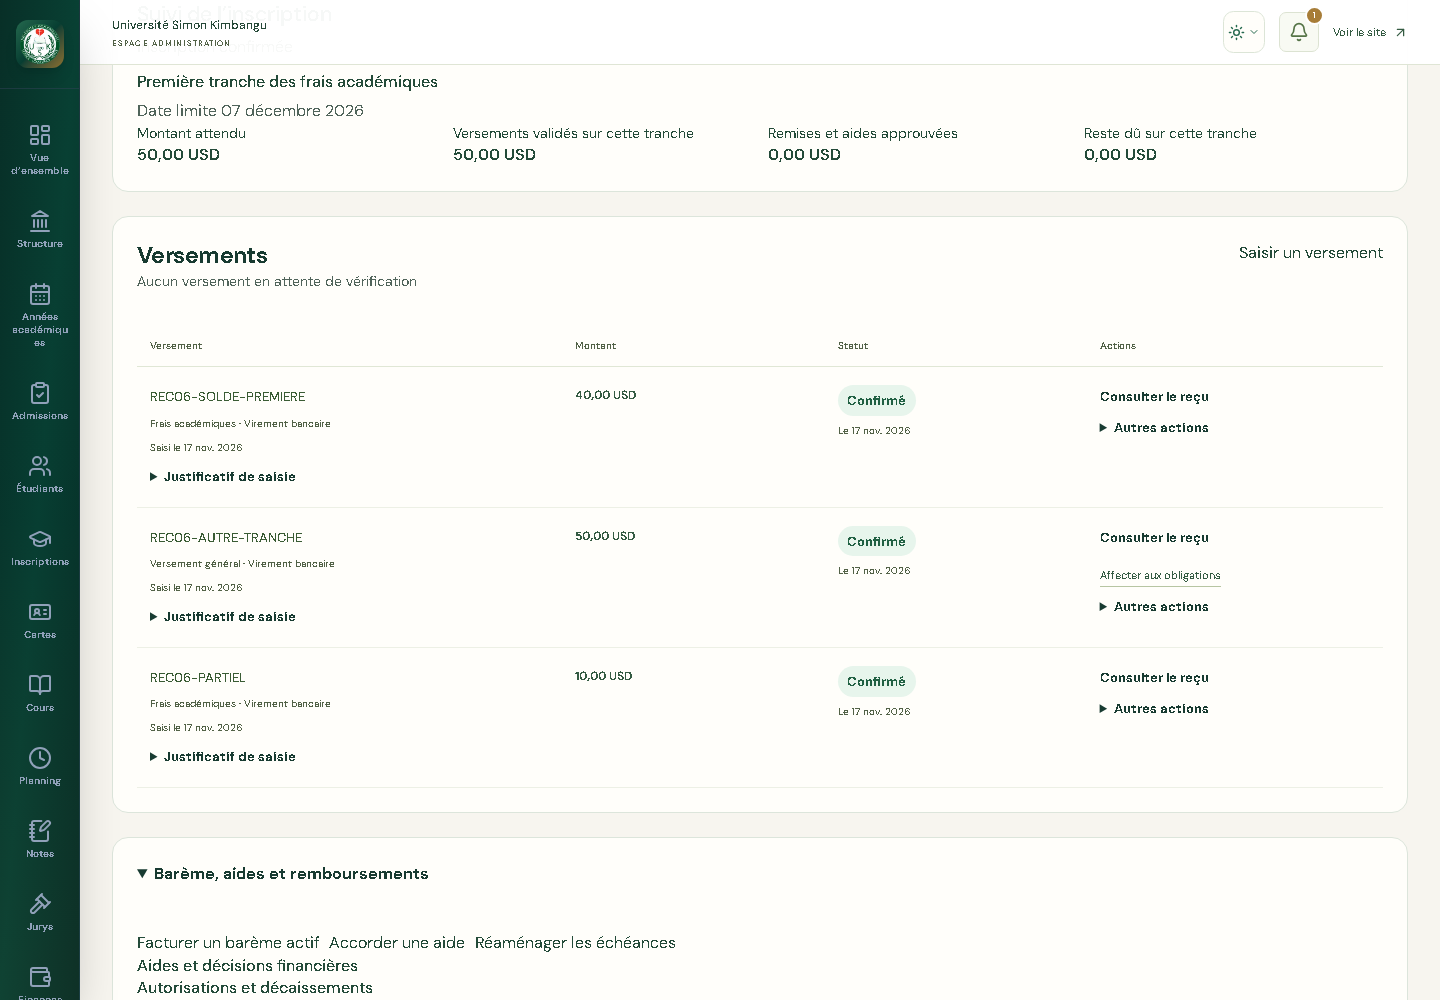 Suivi de l'inscription
Université Simon Kimbangu
ESPACE ADMINISTRATION
1
Voir le site
Première tranche des frais académiques
Date limite 07 décembre 2026
Montant attendu
50,00 USD
Versements validés sur cette tranche
50,00 USD
Remises et aides approuvées
0,00 USD
Reste dû sur cette tranche
0,00 USD
Vue
d'ensemble
Structure
Années
académiqu
es
Admissions
Étudiants
Inscriptions
Cartes
Cours
Planning
Notes
Jurys
Finances
Versements
Saisir un versement
Aucun versement en attente de vérification
Versement
Montant
Statut
Actions
REC06-SOLDE-PREMIERE
Frais académiques - Virement bancaire
Saisi le 17 nov. 2026
Justificatif de saisie
40,00 USD
Confirmé
Le 17 nov. 2026
Consulter le reçu
Autres actions
REC06-AUTRE-TRANCHE
Versement général - Virement bancaire
Saisi le 17 nov. 2026
Justificatif de saisie
50,00 USD
Confirmé
Le 17 nov. 2026
Consulter le reçu
Affecter aux obligations
Autres actions
REC06-PARTIEL
Frais académiques - Virement bancaire
Saisi le 17 nov. 2026
Justificatif de saisie
10,00 USD
Confirmé
Le 17 nov. 2026
Consulter le reçu
Autres actions
Barème, aides et remboursements
Facturer un barème actif Accorder une aide Réaménager les échéances
Aides et décisions financières
Autorisations et décaissements